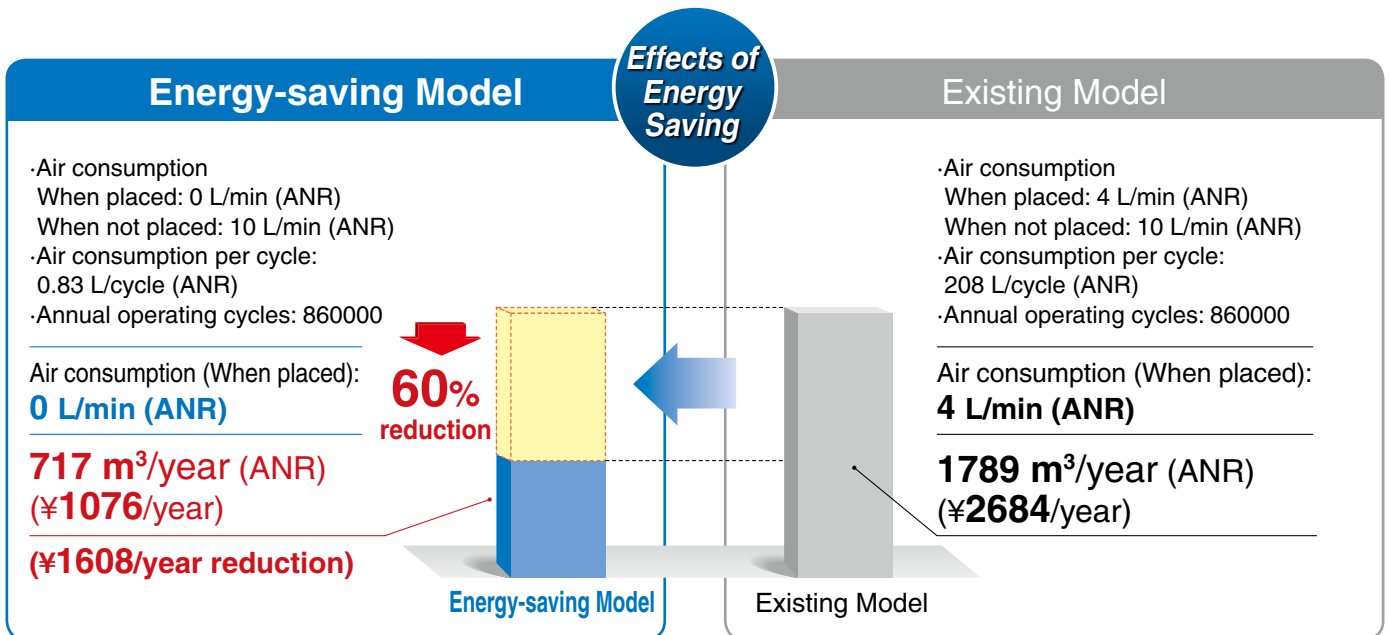 Effects of
Energy
Saving
Energy-saving Model
·Air consumption
When placed: 0 L/min (ANR)
When not placed: 10 L/min (ANR)
·Air consumption per cycle:
0.83 L/cycle (ANR)
·Annual operating cycles: 860000
Air consumption (When placed):
0 L/min (ANR)
717 m³/year (ANR)
(¥1076/year)
(¥1608/year reduction)
60%
reduction
Energy-saving Model
Existing Model
Existing Model
·Air consumption
When placed: 4 L/min (ANR)
When not placed: 10 L/min (ANR)
·Air consumption per cycle:
208 L/cycle (ANR)
·Annual operating cycles: 860000
Air consumption (When placed):
4 L/min (ANR)
1789 m³/year (ANR)
(¥2684/year)